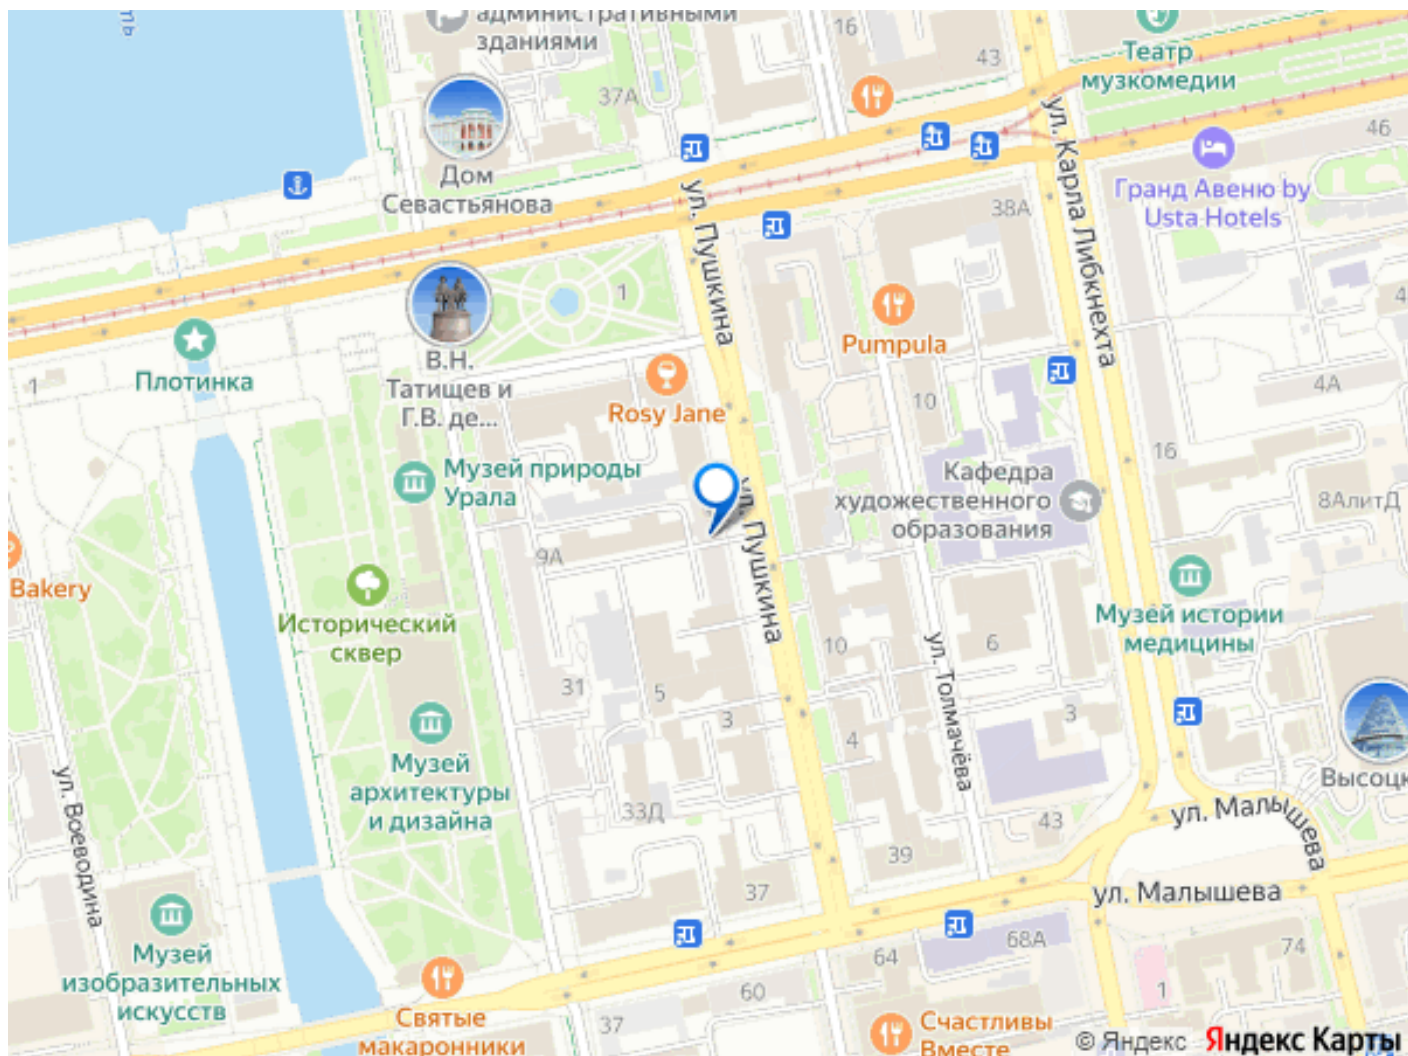 административными
зданиями
16
43
Театр
музкомедии
37А
46
Дом
Севастьянова
ул. Пушкина
ул. Карла Либкнехта
Гранд Авеню by
Usta Hotels
38А
1
Pumpula
В.Н.
Татищев и
Г.В. де...
Плотинка
1
Rosy Jane
4
4А
10
16
Музей природы
Урала
Кафедра
художественного
образования
8АлитД
ул. Пушкина
9А
Bakery
Исторический
сквер
Музей истории
медицины
10
6
ул. Толмачёва
31
5
3
3
4
Музей
архитектуры
и дизайна
Высоцк
ул. Воеводина
33Д
43
ул. Малышева
39
37
ул. Малышева
Музей
изобразительных
искусств
64
68А
74
60
1
37
Святые
макаронники
Счастливы
Вместе
© Яндекс Яндекс Карты